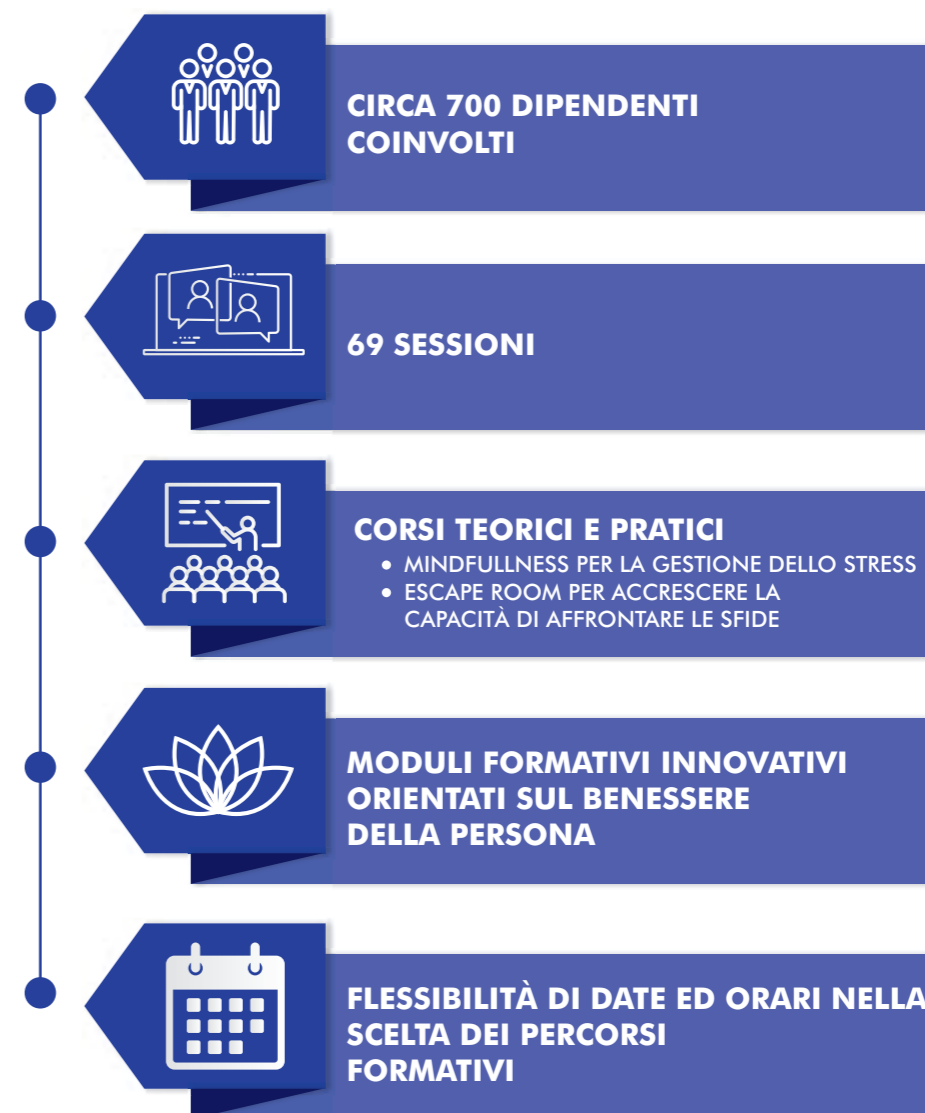 CIRCA 700 DIPENDENTI
COINVOLTI
69 SESSIONI
CORSI TEORICI E PRATICI
• MINDFULLNESS PER LA GESTIONE DELLO STRESS
• ESCAPE ROOM PER ACCRESCERE LA
CAPACITÀ DI AFFRONTARE LE SFIDE
MODULI FORMATIVI INNOVATIVI
ORIENTATI SUL BENESSERE
DELLA PERSONA
FLESSIBILITÀ DI DATE ED ORARI NELLA
SCELTA DEI PERCORSI
FORMATIVI